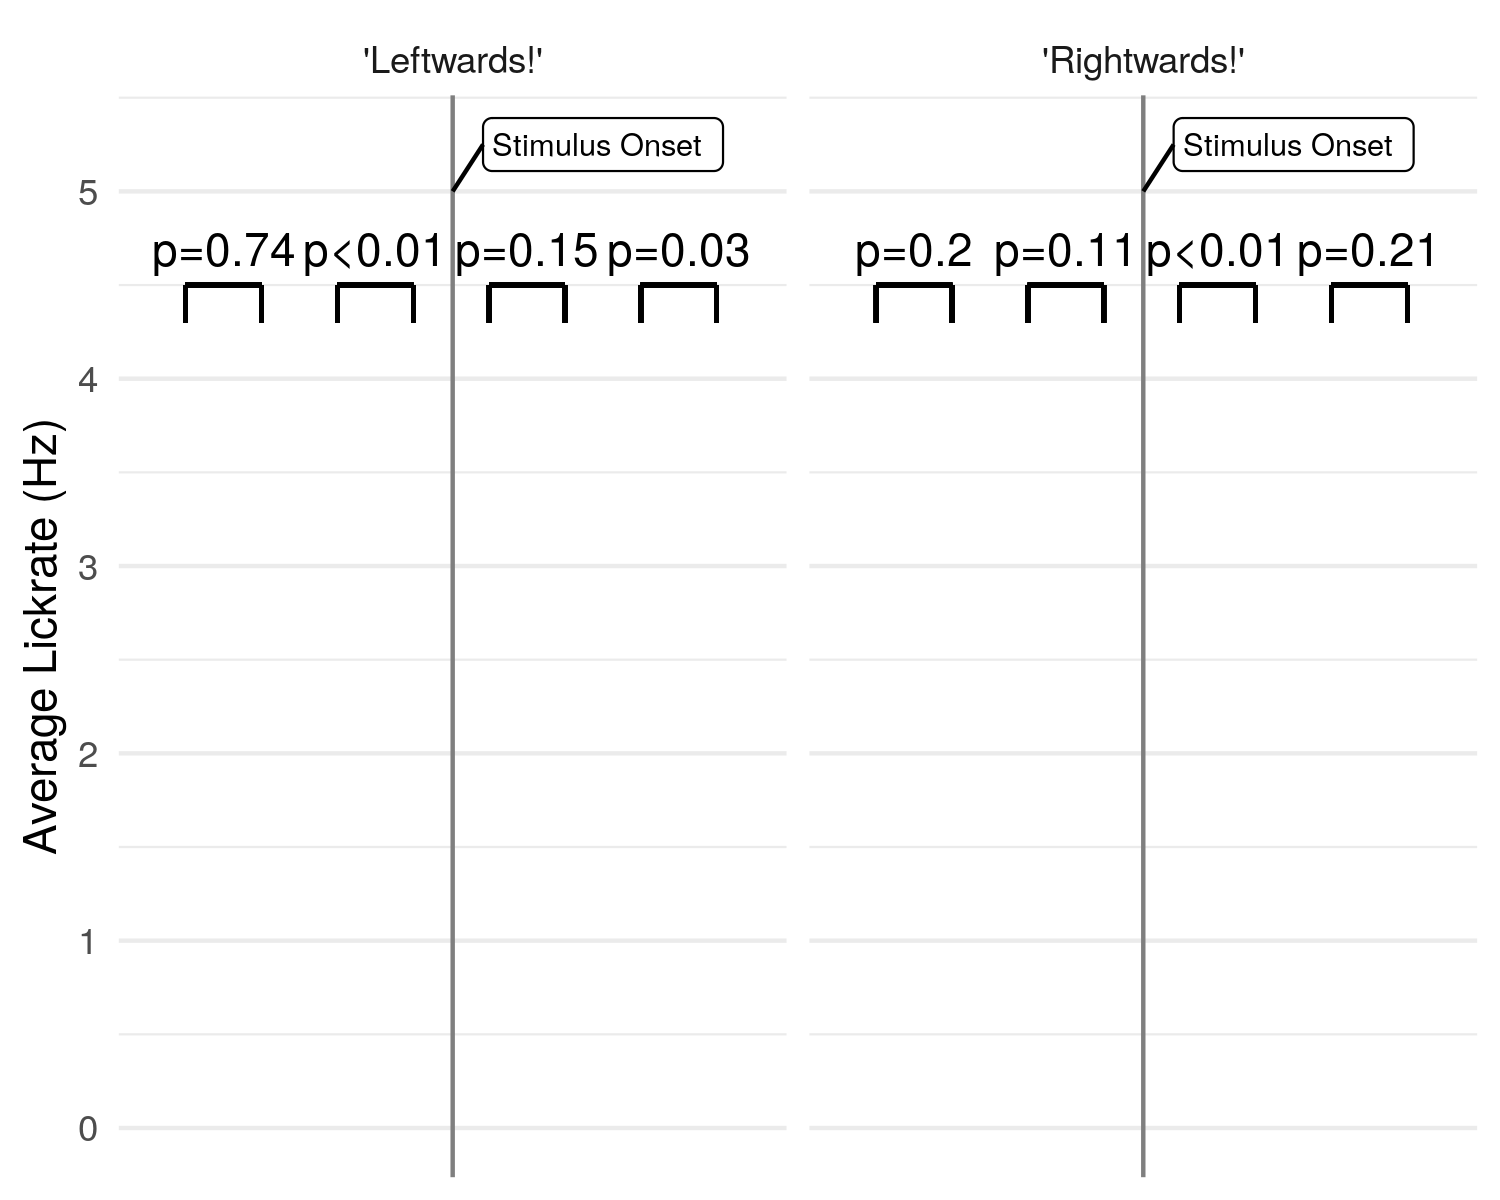 'Leftwards!' 'Rightwards!'
Stimulus Onset Stimulus Onset
5
p=0.74 p<0.01 p=0.15 p=0.03 p=0.2 p=0.11 p<0.01 p=0.21
4
3
2
1
0
Average Lickrate (Hz)